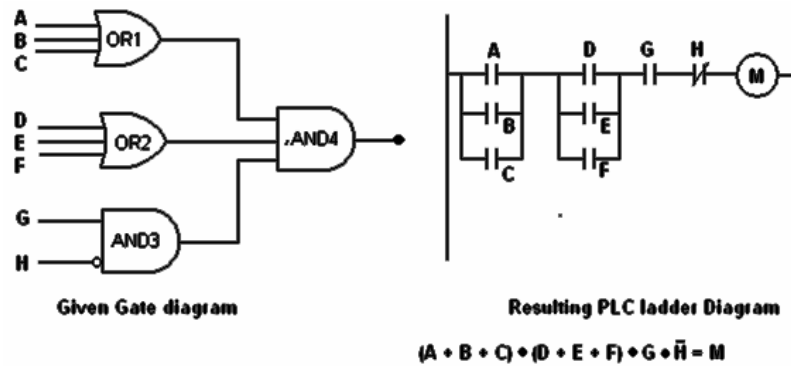 A
B
C
OR1
D
E
F
OR2
G
H
AND3
AND4
Given Gate diagram
A
B
C
D
E
F
G
H
M
Resulting PLC ladder Diagram
(A + B + C) • (D + E + F) • G • H̅ = M